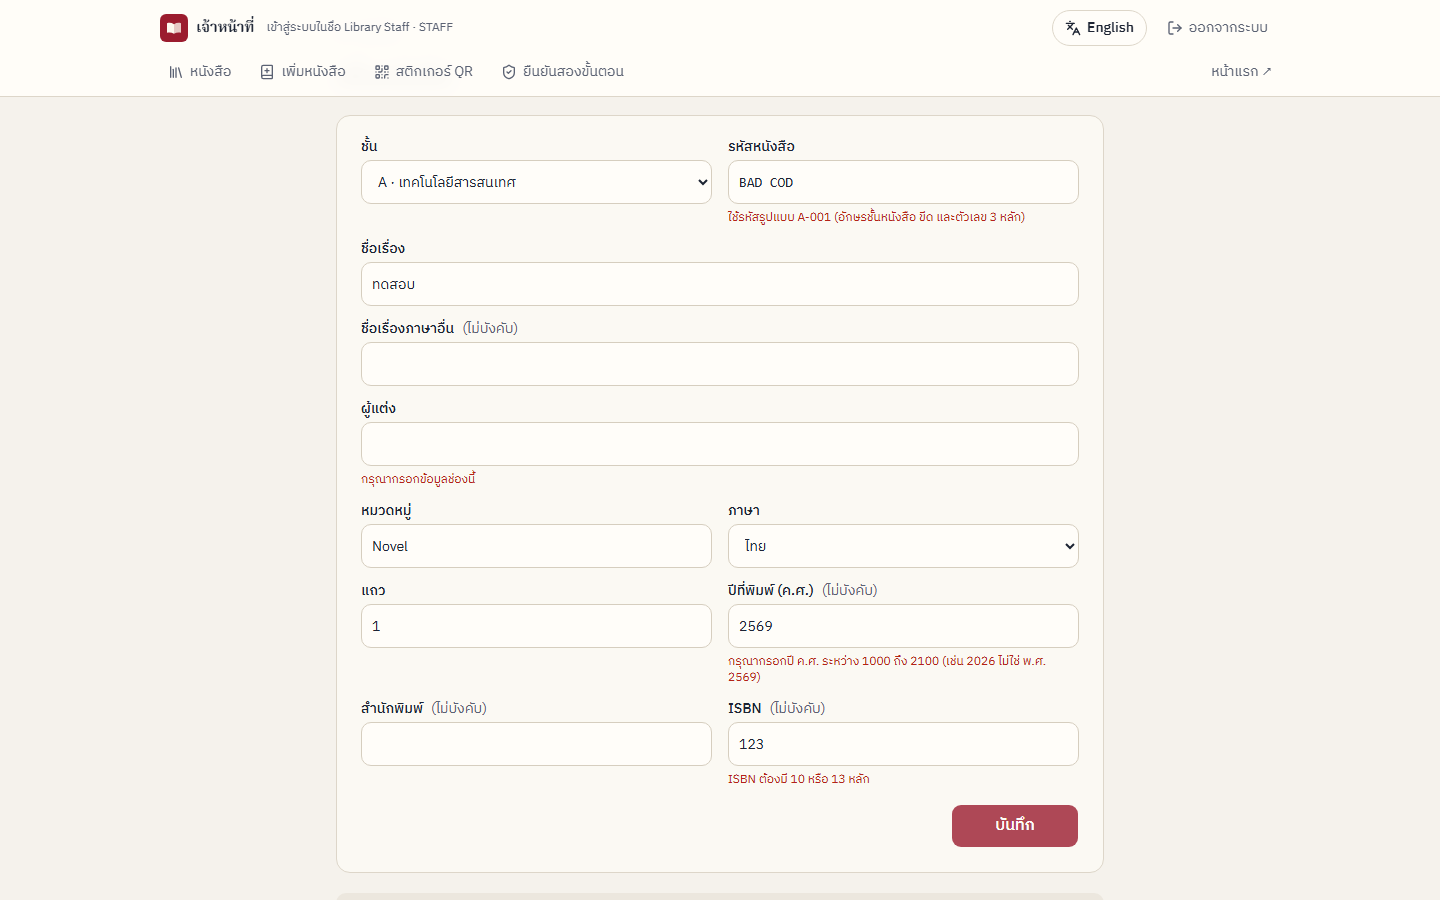 เจ้าหน้าที่ เข้าสู่ระบบในชื่อ Library Staff · STAFF English ออกจากระบบ
หนังสือ เพิ่มหนังสือ สติกเกอร์ QR ยืนยันสองขั้นตอน หน้าแรก ↗
ชั้น รหัสหนังสือ
A · เทคโนโลยีสารสนเทศ BAD COD
ใช้รหัสรูปแบบ A-001 (อักษรชั้นหนังสือ ขีด และตัวเลข 3 หลัก)
ชื่อเรื่อง
ทดสอบ
ชื่อเรื่องภาษาอื่น (ไม่บังคับ)
ผู้แต่ง
กรุณากรอกข้อมูลช่องนี้
หมวดหมู่ ภาษา
Novel ไทย
แถว ปีที่พิมพ์ (ค.ศ.) (ไม่บังคับ)
1 2569
กรุณากรอกปี ค.ศ. ระหว่าง 1000 ถึง 2100 (เช่น 2026 ไม่ใช่ พ.ศ.
2569)
สำนักพิมพ์ (ไม่บังคับ) ISBN (ไม่บังคับ)
123
ISBN ต้องมี 10 หรือ 13 หลัก
บันทึก